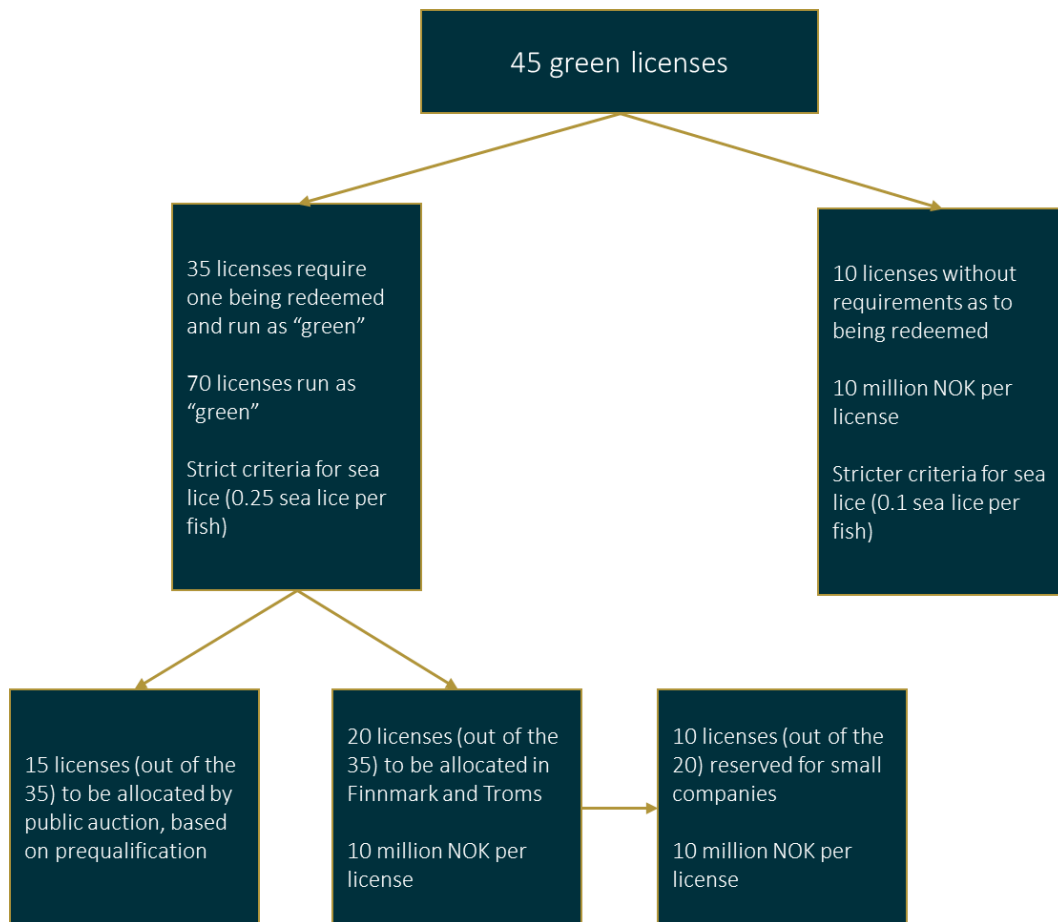 45 green licenses
35 licenses require
one being redeemed
and run as “green”
70 licenses run as
“green”
Strict criteria for sea
lice (0.25 sea lice per
fish)
10 licenses without
requirements as to
being redeemed
10 million NOK per
license
Stricter criteria for sea
lice (0.1 sea lice per
fish)
15 licenses (out of the
35) to be allocated by
public auction, based
on prequalification
20 licenses (out of the
35) to be allocated in
Finnmark and Troms
10 million NOK per
license
10 licenses (out of the
20) reserved for small
companies
10 million NOK per
license